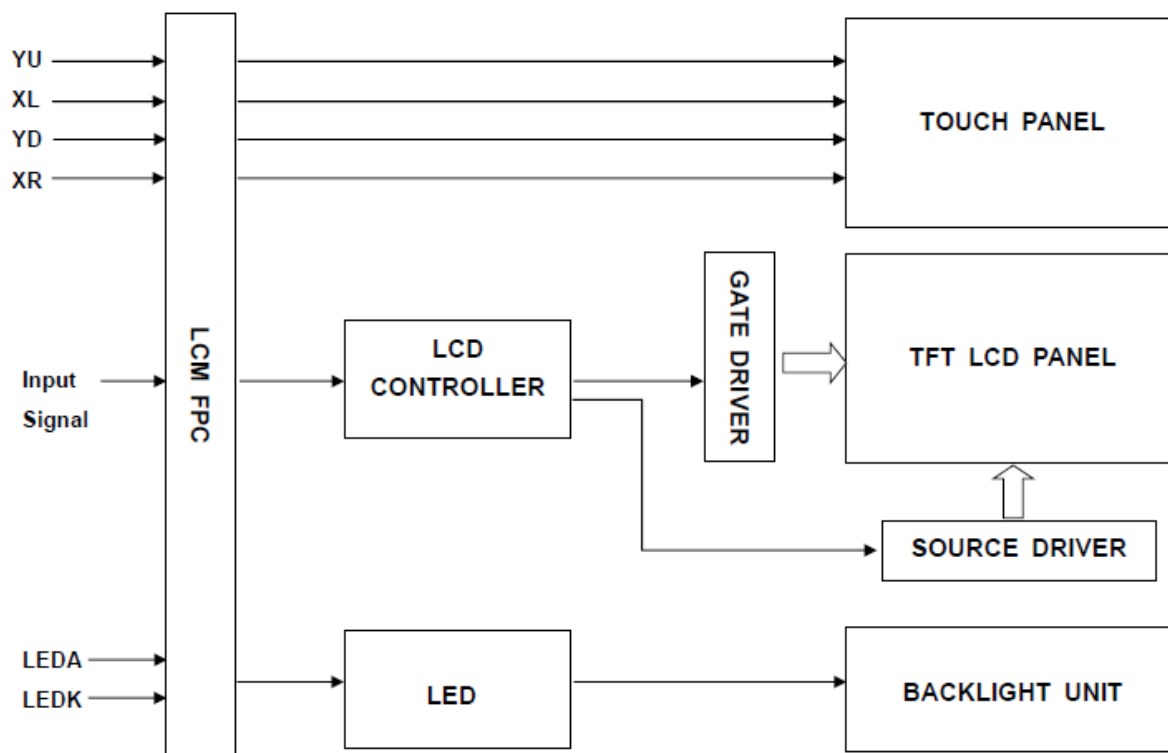 YU
XL
YD
XR
TOUCH PANEL
LCM FPC
GATE DRIVER
TFT LCD PANEL
LCD
CONTROLLER
Input
Signal
SOURCE DRIVER
LEDA
LEDK
LED
BACKLIGHT UNIT